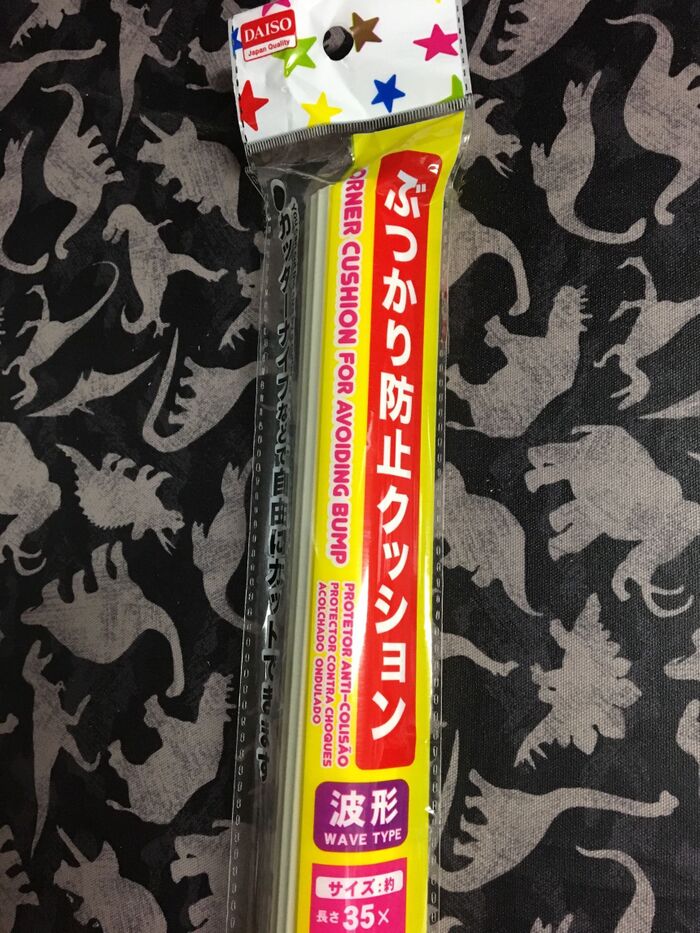 DAISO
Japan Quality
ぶつかり防止クッション
ORNER CUSHION FOR AVOIDING BUMP
PROTETOR ANTI-COLISÃO
PROTECTOR CONTRA CHOQUES
ACOLCHADO ONDULADO
カッターナイフなどで自由にカットできます
波形
WAVE TYPE
サイズ:約
長さ35×